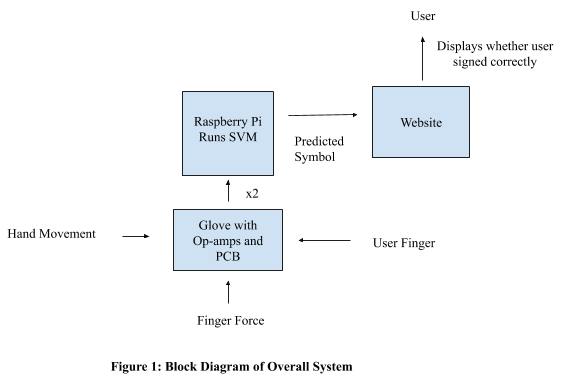 User
Displays whether user
signed correctly
Raspberry Pi
Runs SVM
Website
Predicted
Symbol
x2
Glove with
Op-amps and
PCB
Hand Movement
User Finger
Finger Force
Figure 1: Block Diagram of Overall System